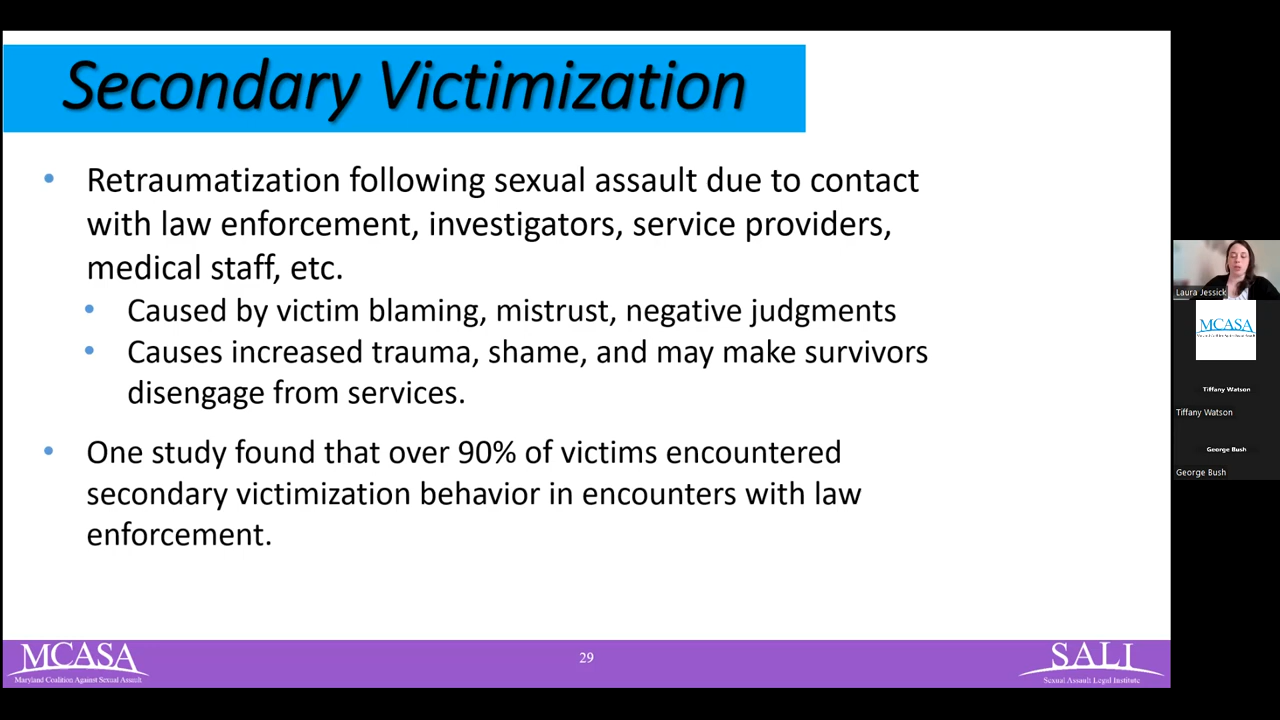 Secondary Victimization
• Retraumatization following sexual assault due to contact
with law enforcement, investigators, service providers,
medical staff, etc.
• Caused by victim blaming, mistrust, negative judgments
• Causes increased trauma, shame, and may make survivors
disengage from services.
• One study found that over 90% of victims encountered
secondary victimization behavior in encounters with law
enforcement.
MCASA
Maryland Coalition Against Sexual Assault
29
SALI
Sexual Assault Legal Institute
Laura Jessick
MCASA
Tiffany Watson
Tiffany Watson
George Bush
George Bush